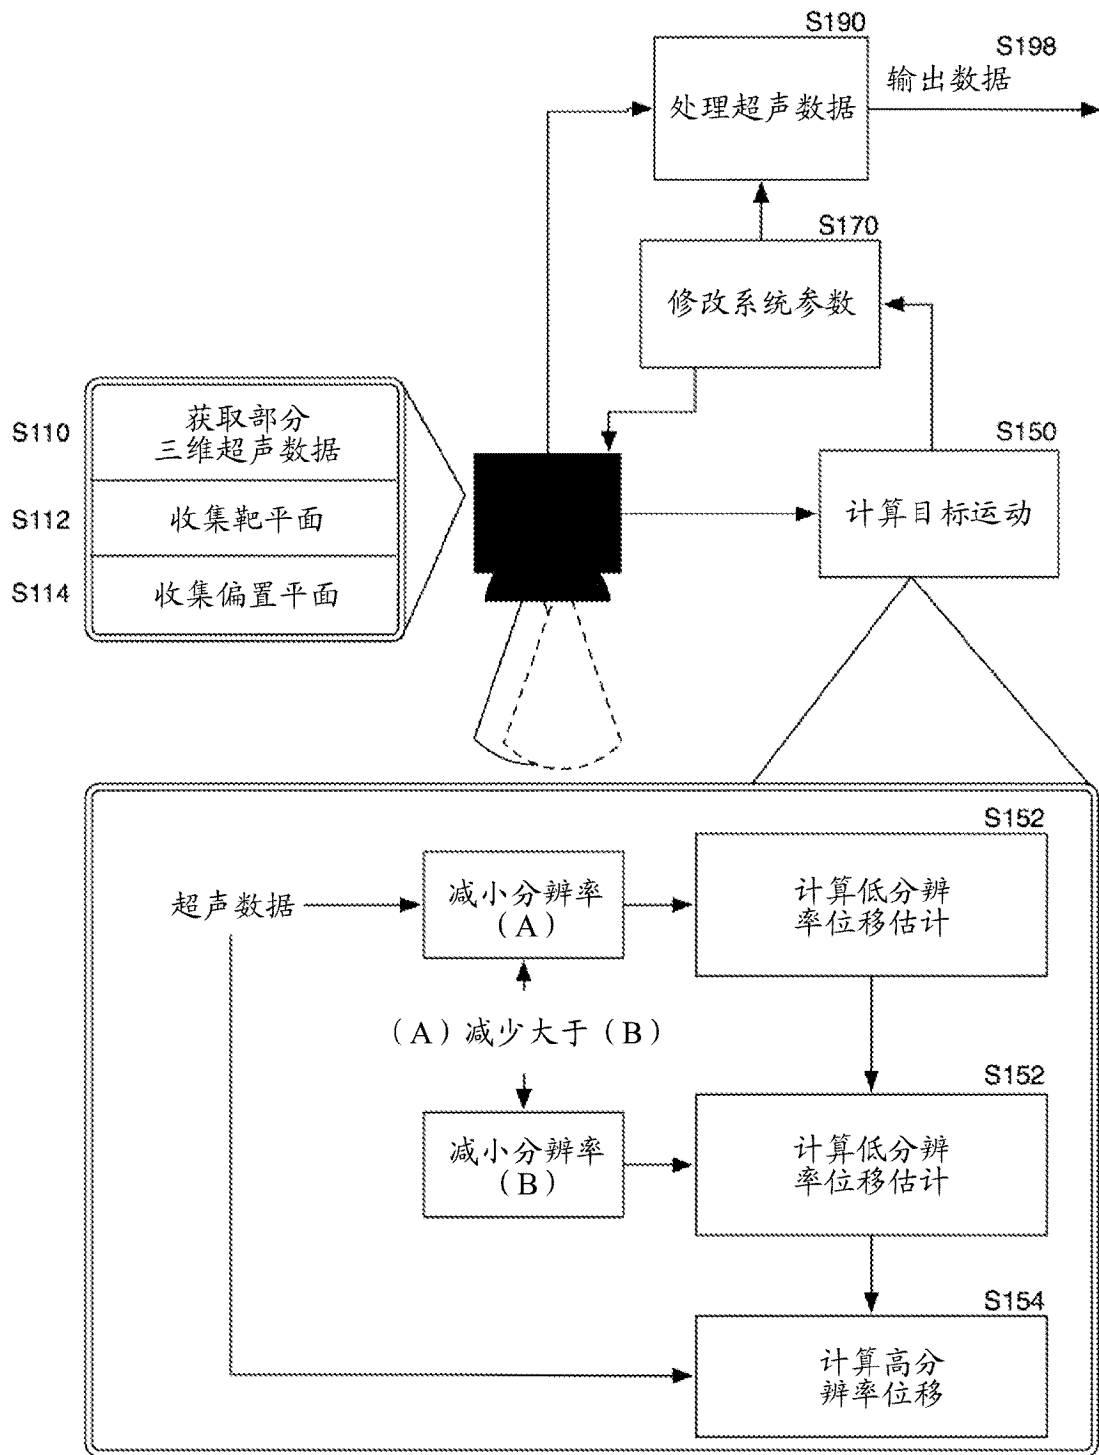 S190
处理超声数据
S198
输出数据
S170
修改系统参数
S110
获取部分
三维超声数据
S112
收集靶平面
S114
收集偏置平面
S150
计算目标运动
超声数据
减小分辨率
（A）
S152
计算低分辨
率位移估计
（A）减少大于（B）
减小分辨率
（B）
S152
计算低分辨
率位移估计
S154
计算高分
辨率位移